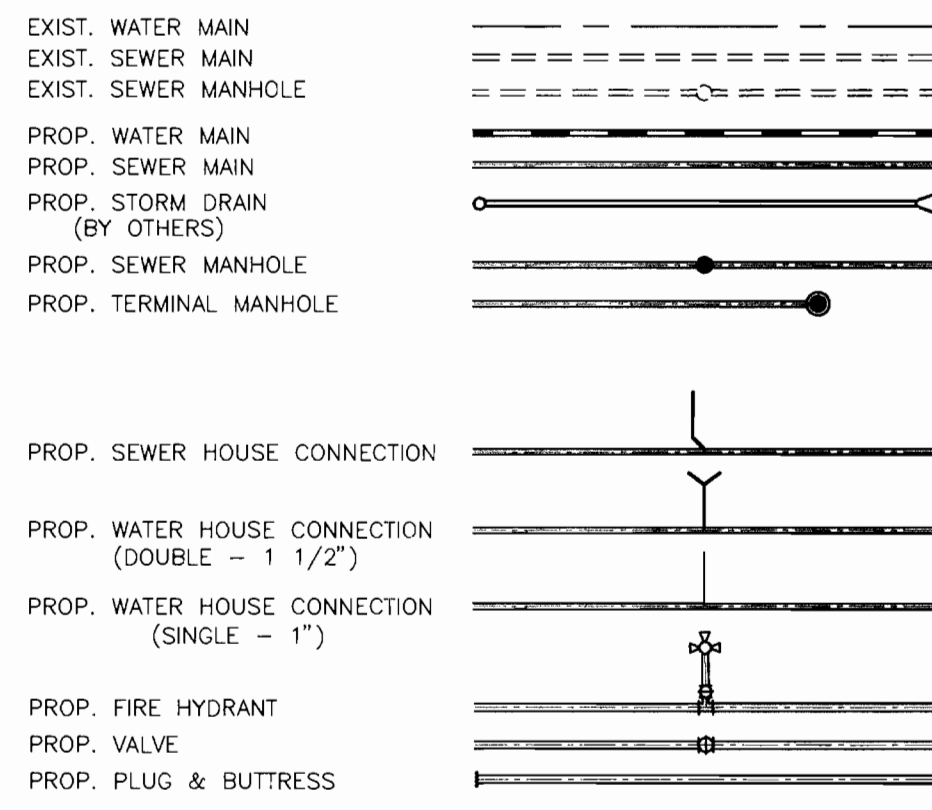 EXIST. WATER MAIN
EXIST. SEWER MAIN
EXIST. SEWER MANHOLE
PROP. WATER MAIN
PROP. SEWER MAIN
PROP. STORM DRAIN
(BY OTHERS)
PROP. SEWER MANHOLE
PROP. TERMINAL MANHOLE
PROP. SEWER HOUSE CONNECTION
PROP. WATER HOUSE CONNECTION
(DOUBLE – 1 1/2")
PROP. WATER HOUSE CONNECTION
(SINGLE – 1")
PROP. FIRE HYDRANT
PROP. VALVE
PROP. PLUG & BUTTRESS